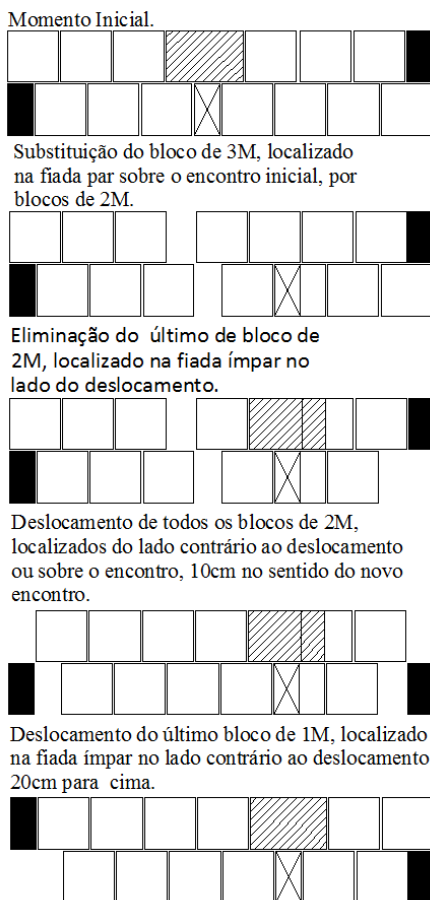 Momento Inicial.
Substituição do bloco de 3M, localizado
na fiada par sobre o encontro inicial, por
blocos de 2M.
Eliminação do último de bloco de
2M, localizado na fiada ímpar no
lado do deslocamento.
Deslocamento de todos os blocos de 2M,
localizados do lado contrário ao deslocamento
ou sobre o encontro, 10cm no sentido do novo
encontro.
Deslocamento do último bloco de 1M, localizado
na fiada ímpar no lado contrário ao deslocamento
20cm para cima.